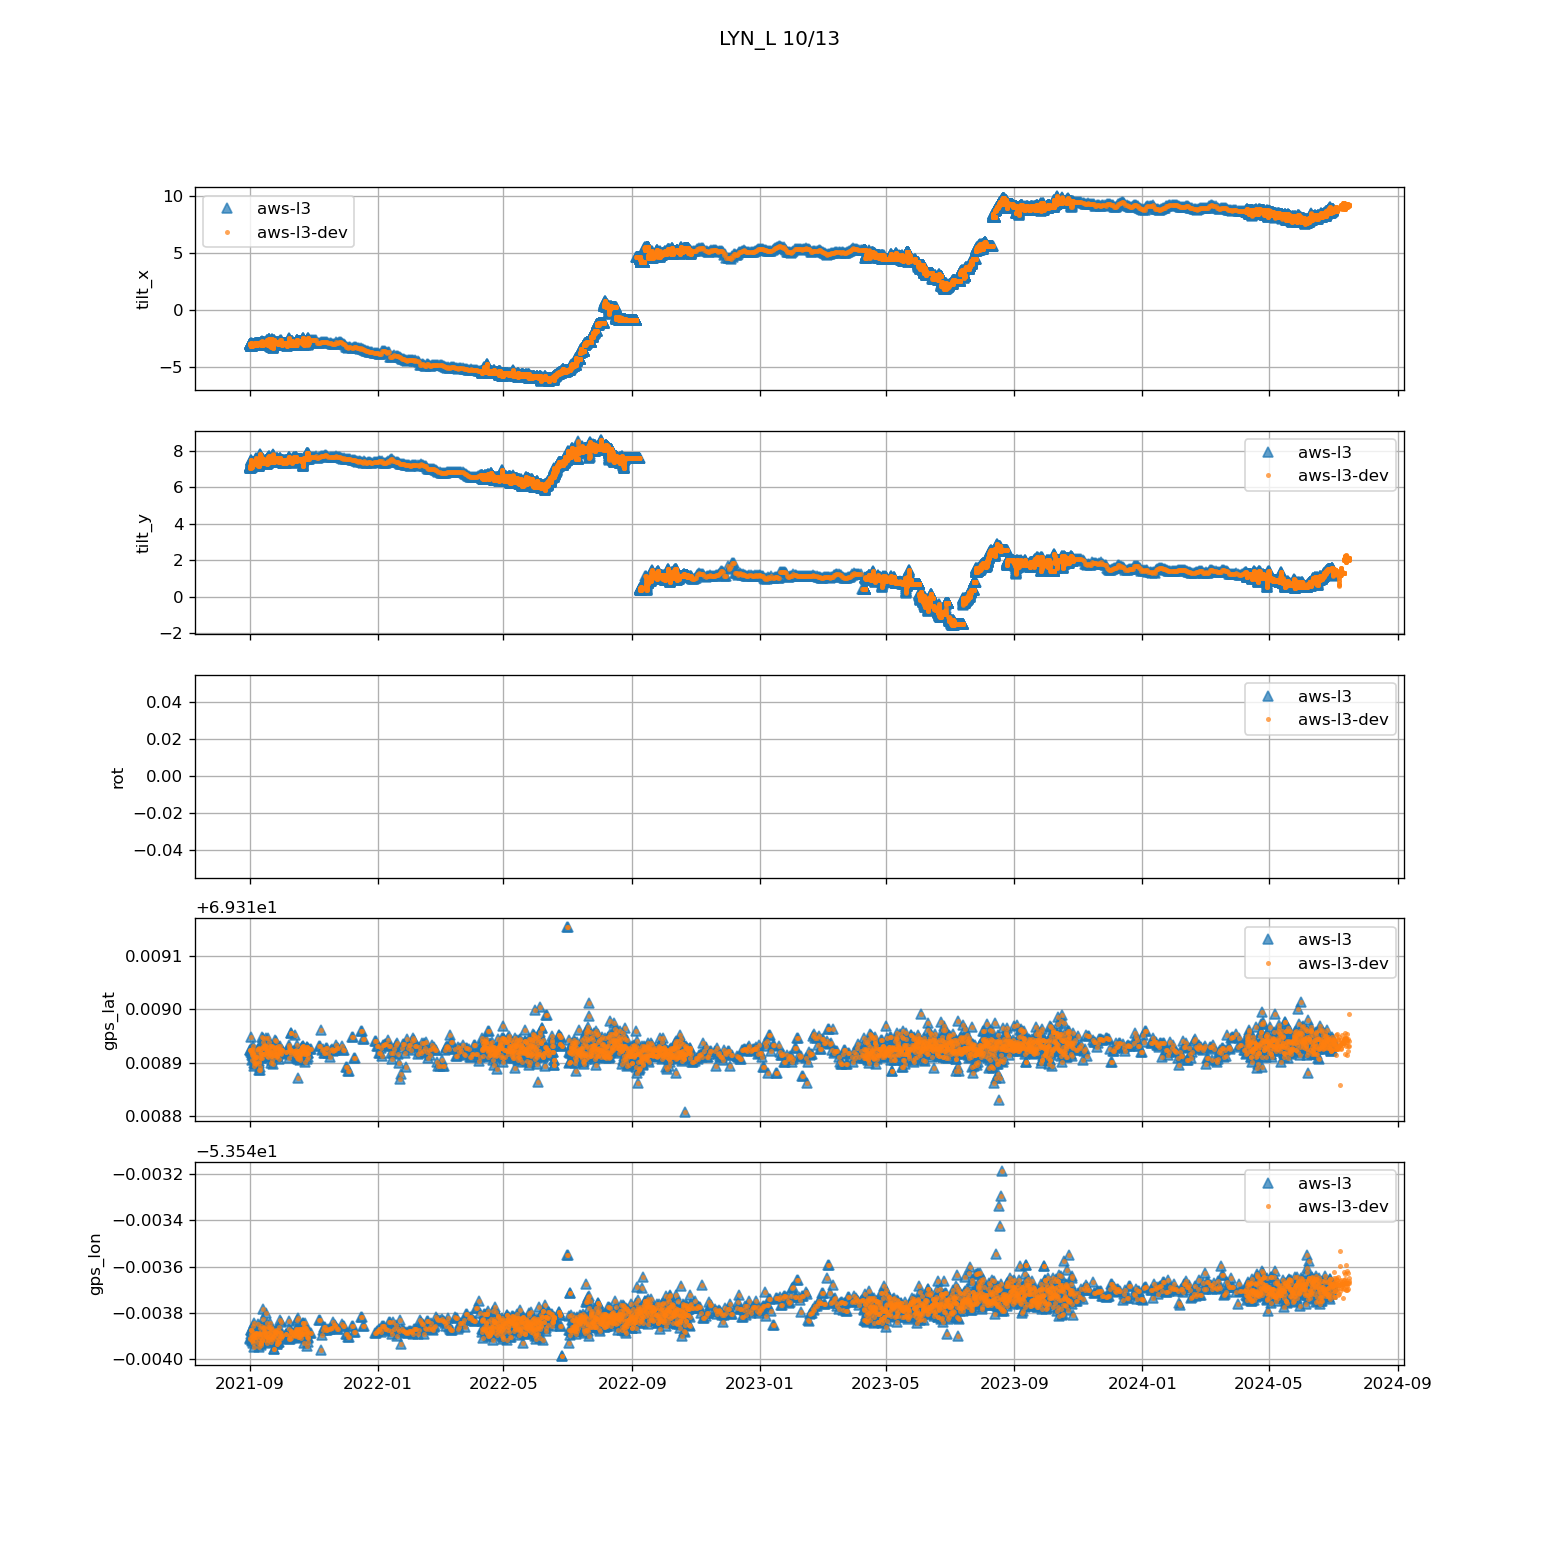 LYN_L 10/13
10
5
0
−5
tilt_x
aws-l3
aws-l3-dev
8
6
4
2
0
−2
tilt_y
aws-l3
aws-l3-dev
0.04
0.02
0.00
−0.02
−0.04
rot
aws-l3
aws-l3-dev
+6.931e1
0.00910
0.00900
0.00890
0.00880
gps_lat
aws-l3
aws-l3-dev
−5.354e1
−0.0032
−0.0034
−0.0036
−0.0038
−0.0040
gps_lon
aws-l3
aws-l3-dev
2021-09 2022-01 2022-05 2022-09 2023-01 2023-05 2023-09 2024-01 2024-05 2024-09